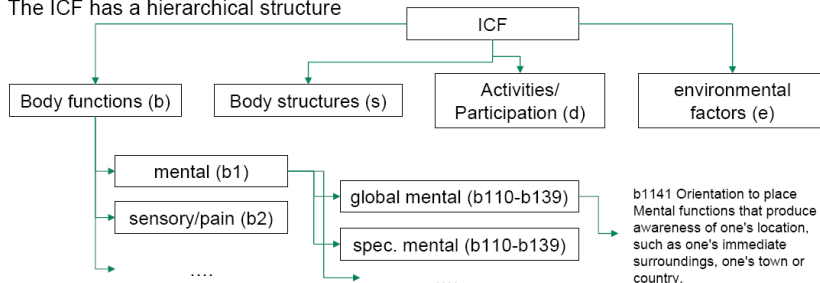 The ICF has a hierarchical structure
ICF
Body functions (b)
Body structures (s)
Activities/
Participation (d)
environmental
factors (e)
mental (b1)
sensory/pain (b2)
....
global mental (b110-b139)
spec. mental (b110-b139)
....
b1141 Orientation to place
Mental functions that produce
awareness of one's location,
such as one's immediate
surroundings, one's town or
country.